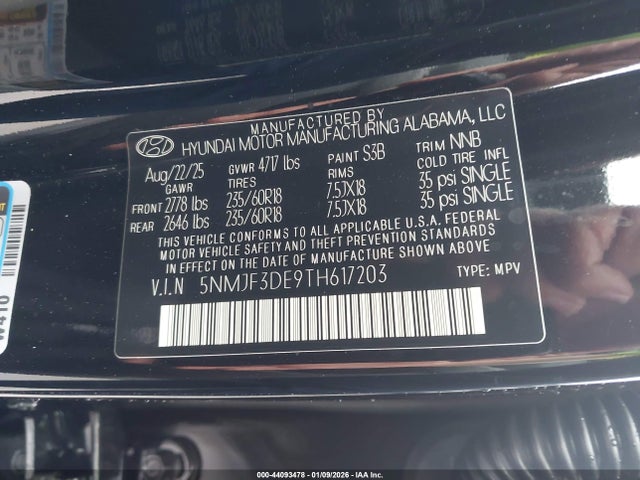 MANUFACTURED BY
HYUNDAI MOTOR MANUFACTURING ALABAMA, LLC
Aug/22/25 GVWR 4717 lbs PAINT S3B TRIM NNB
GAWR TIRES RIMS COLD TIRE INFL
FRONT 2778 lbs 235/60R18 7.5JX18 35 psi SINGLE
REAR 2646 lbs 235/60R18 7.5JX18 35 psi SINGLE
THIS VEHICLE CONFORMS TO ALL APPLICABLE U.S.A. FEDERAL
MOTOR VEHICLE SAFETY AND THEFT PREVENTION STANDARDS IN
EFFECT ON THE DATE OF MANUFACTURE SHOWN ABOVE
V.I.N 5NMJF3DE9TH617203 TYPE: MPV
W410
000-44093478 - 01/09/2026 - IAA Inc.